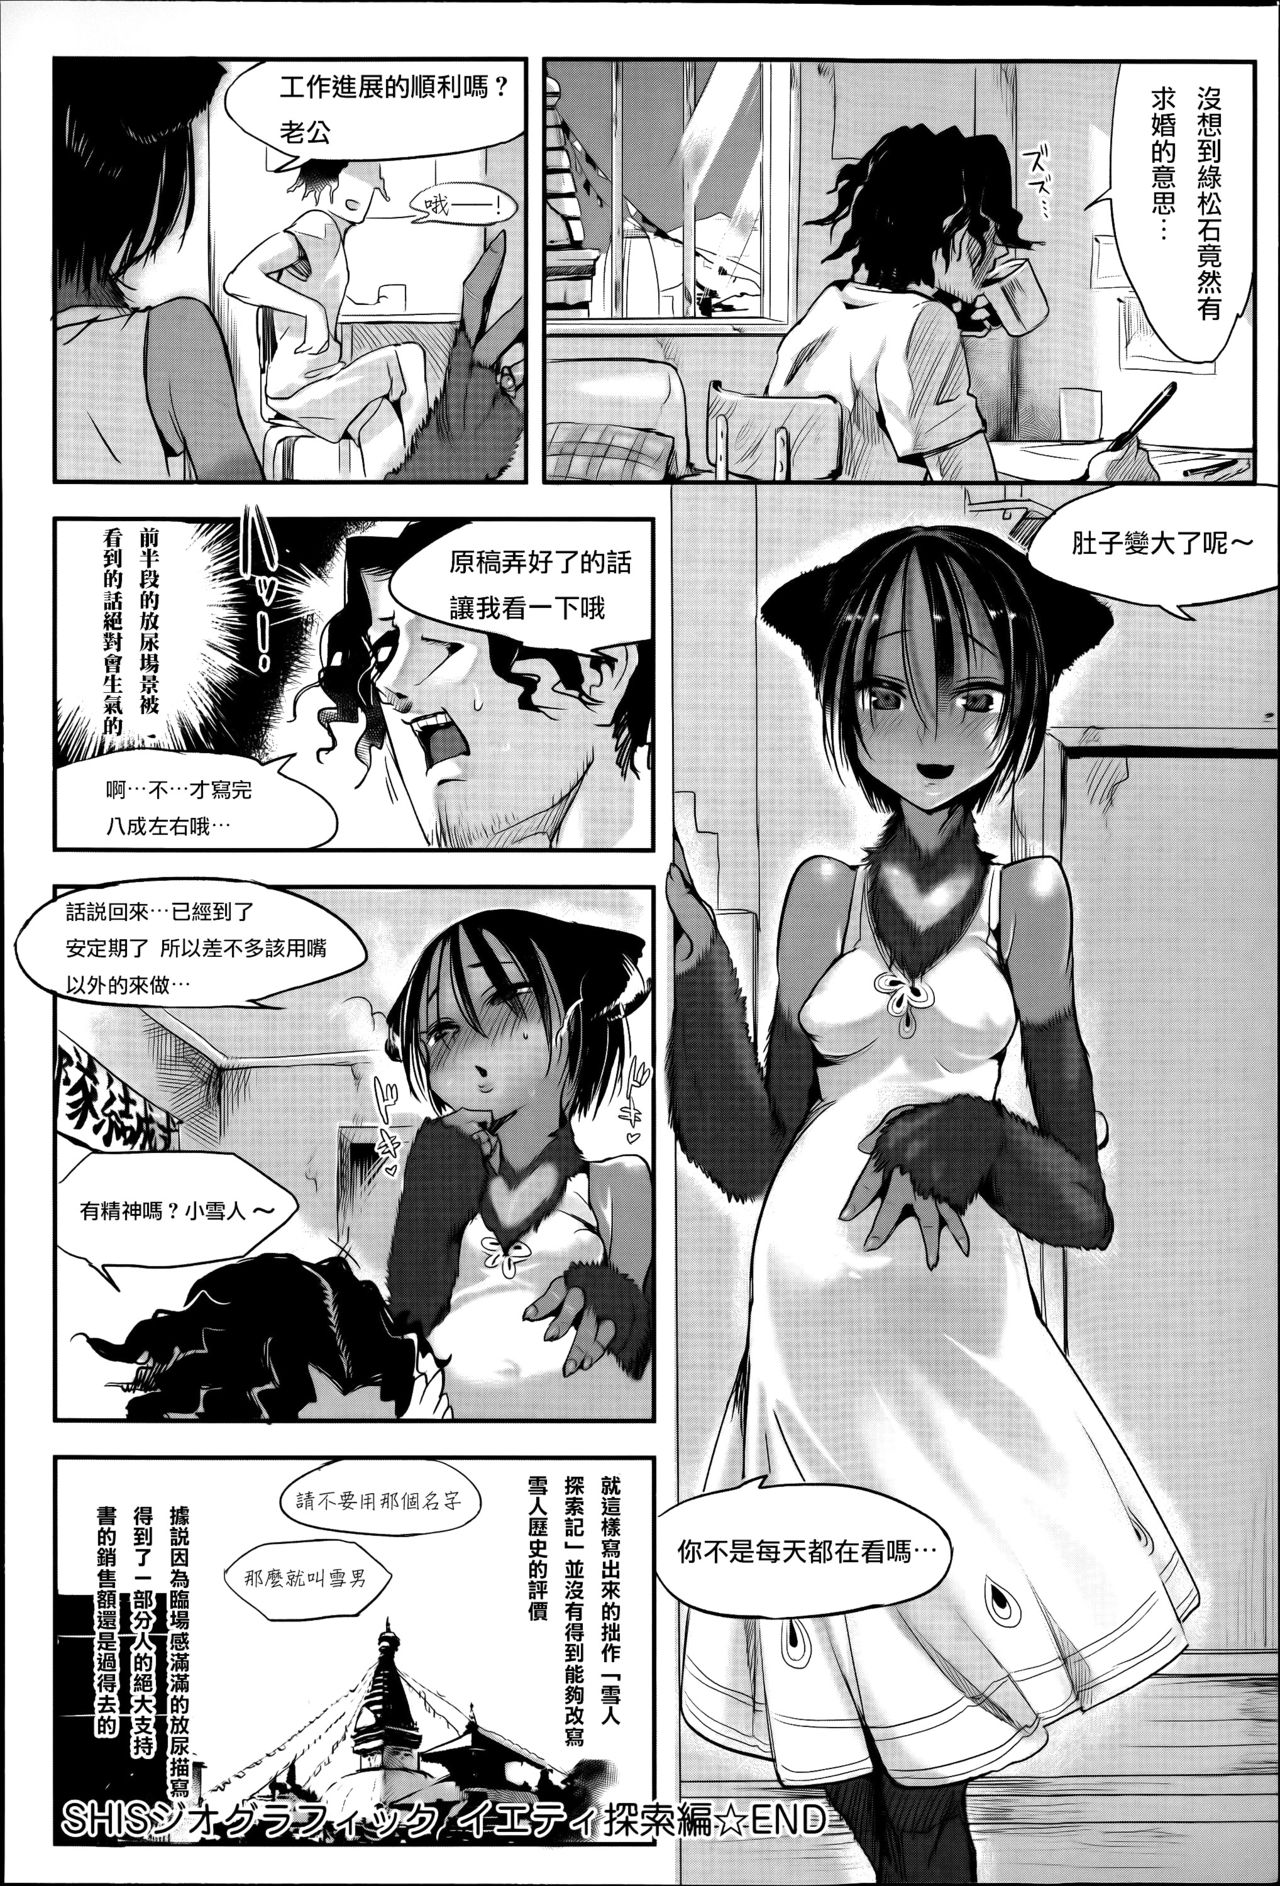 沒想到綠松石竟然有
求婚的意思…
ズズ…
工作進展的順利嗎？
老公
哦——！
肚子變大了呢～
你不是每天都在看嗎…
原稿弄好了的話
讓我看一下哦
前半段的放尿場景被
看到的話絕對會生氣的
啊…不…才寫完
八成左右哦…
話説回來…已經到了
安定期了 所以差不多該用嘴
以外的來做…
ドキ
ドキ
有精神嗎？小雪人～
請不要用那個名字
那麼就叫雪男
就這樣寫出來的拙作「雪人
探索記」並沒有得到能夠改寫
雪人歷史的評價
據説因為臨場感滿滿的放尿描寫
得到了一部分人的絕大支持
書的銷售額還是過得去的
SHISジオグラフィック イエティ探索編☆END